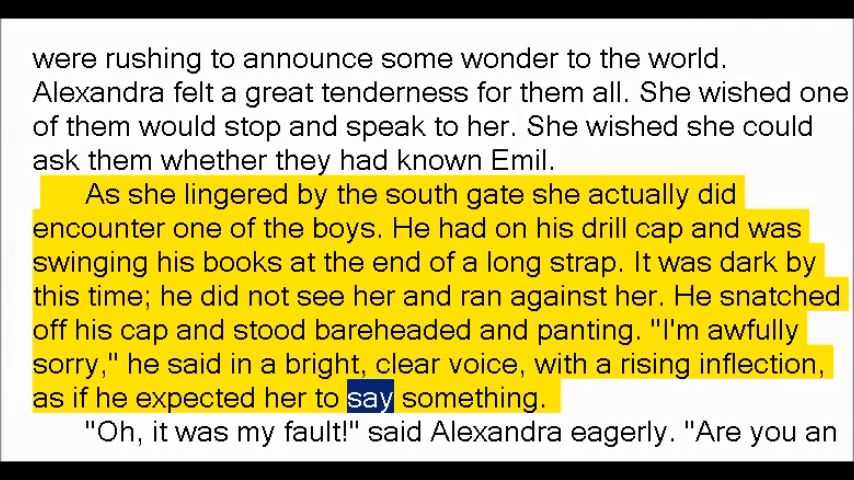 were rushing to announce some wonder to the world.
Alexandra felt a great tenderness for them all. She wished one
of them would stop and speak to her. She wished she could
ask them whether they had known Emil.
As she lingered by the south gate she actually did
encounter one of the boys. He had on his drill cap and was
swinging his books at the end of a long strap. It was dark by
this time; he did not see her and ran against her. He snatched
off his cap and stood bareheaded and panting. "I'm awfully
sorry," he said in a bright, clear voice, with a rising inflection,
as if he expected her to say something.
"Oh, it was my fault!" said Alexandra eagerly. "Are you an